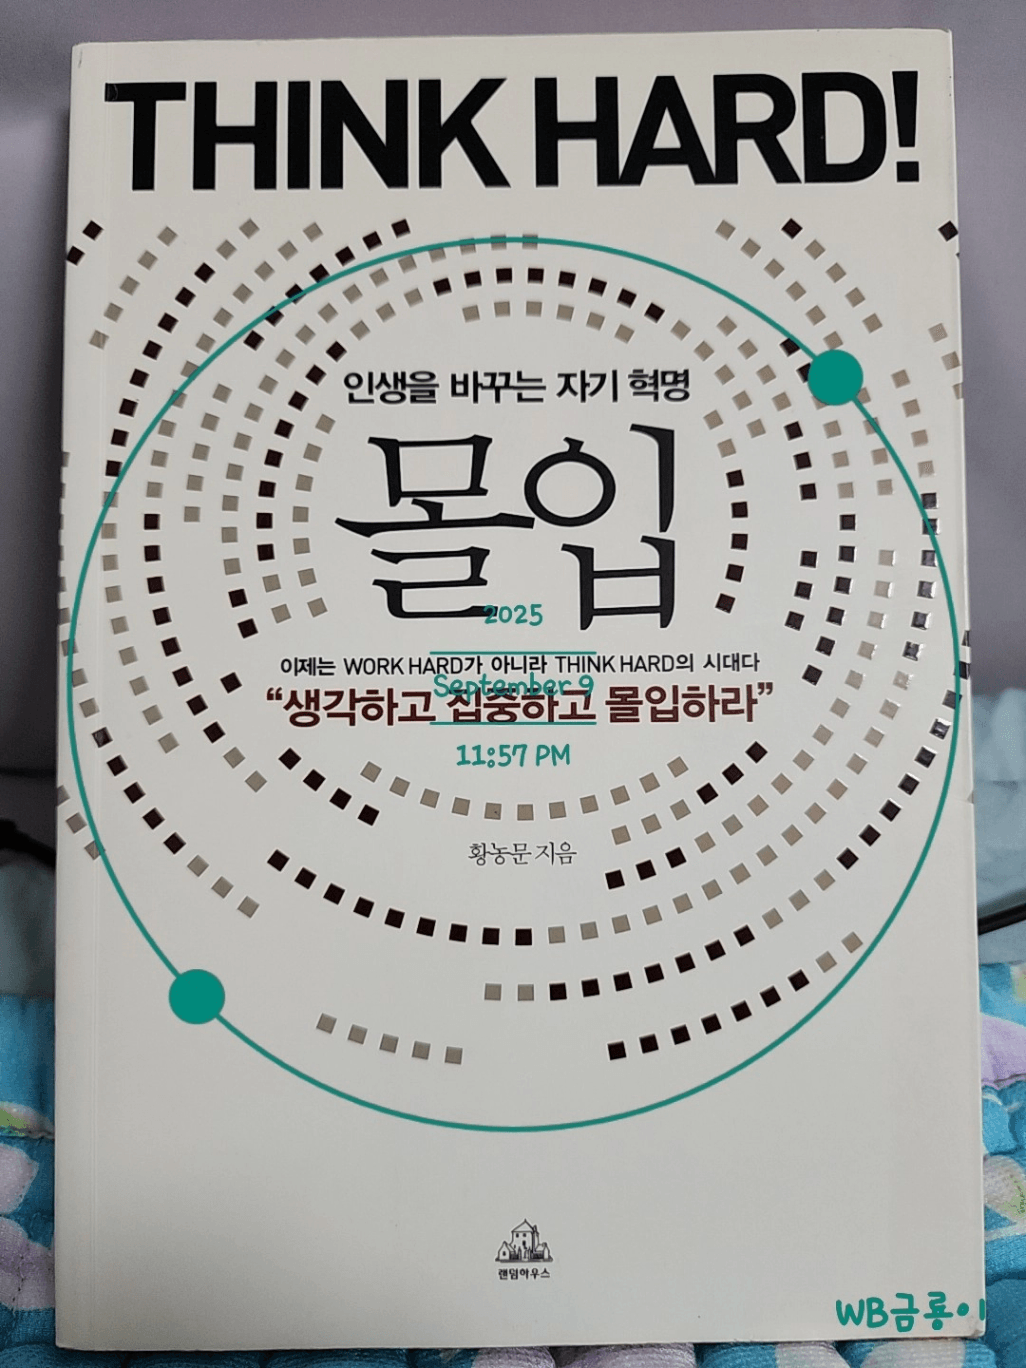 THINK HARD!
인생을 바꾸는 자기 혁명
몰입
2025
이제는 WORK HARD가 아니라 THINK HARD의 시대다
September 9
“생각하고 집중하고 몰입하라”
11:57 PM
황농문 지음
랜덤하우스
WB금룡이